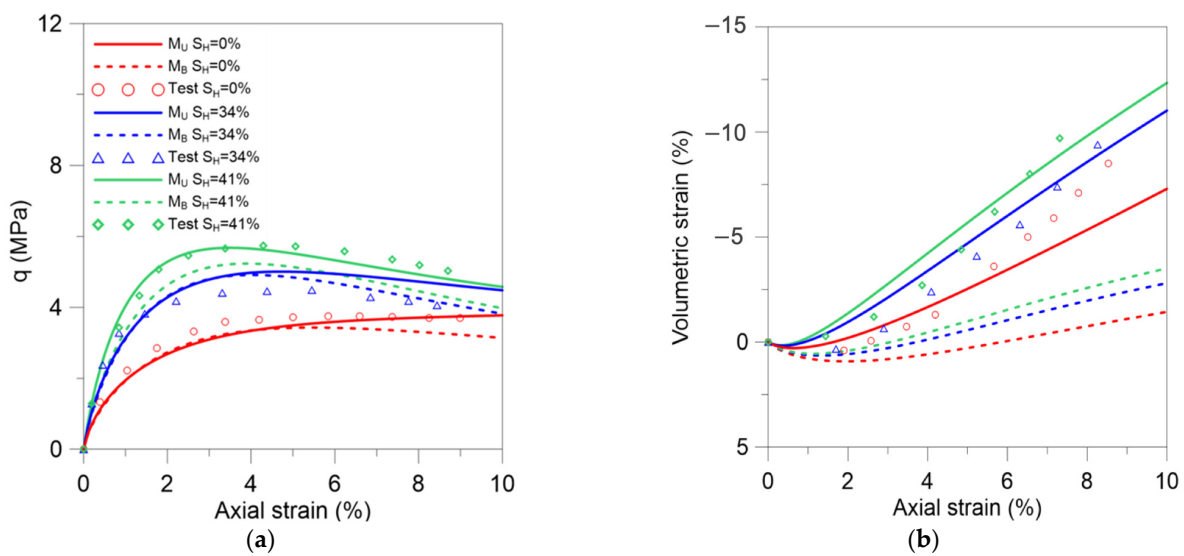 12
8
4
0
q (MPa)
M_U S_H=0%
M_B S_H=0%
Test S_H=0%
M_U S_H=34%
M_B S_H=34%
Test S_H=34%
M_U S_H=41%
M_B S_H=41%
Test S_H=41%
0 2 4 6 8 10
Axial strain (%)
(a)
−15
−10
−5
0
5
Volumetric strain (%)
0 2 4 6 8 10
Axial strain (%)
(b)